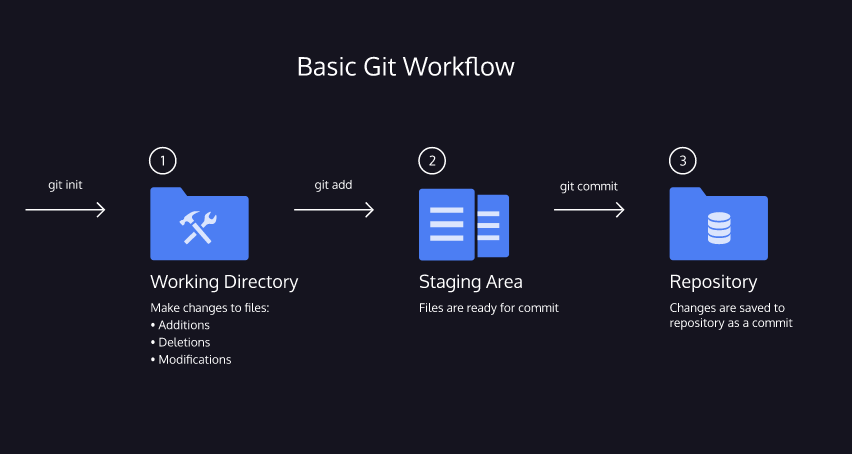 Basic Git Workflow
git init
1
git add
2
git commit
3
Working Directory
Make changes to files:
• Additions
• Deletions
• Modifications
Staging Area
Files are ready for commit
Repository
Changes are saved to
repository as a commit